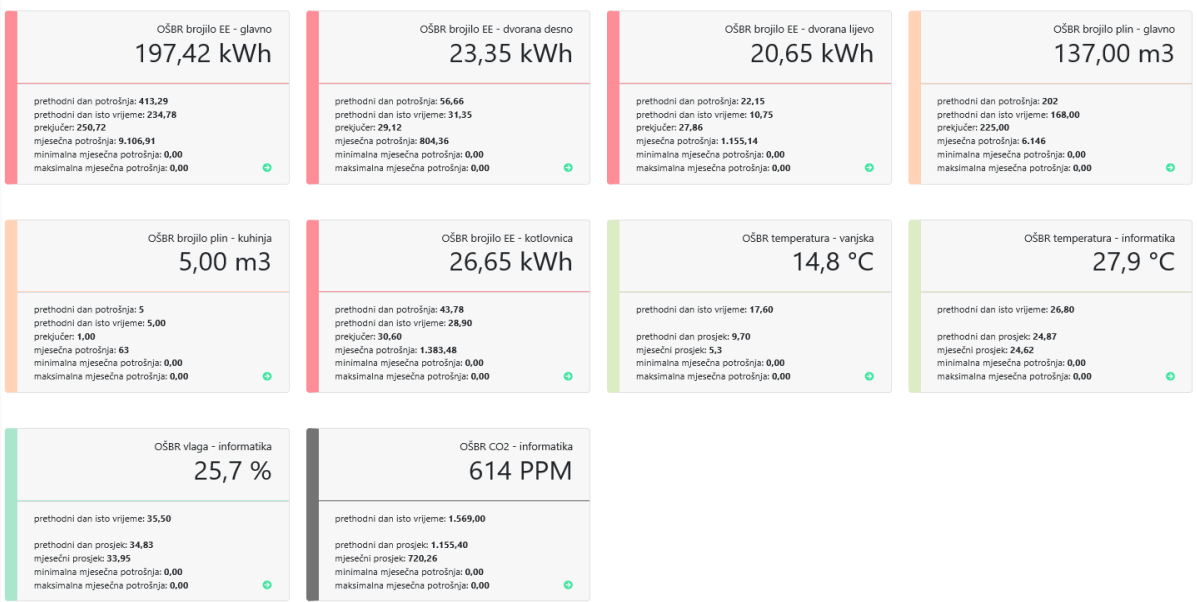 OŠBR brojilo EE - glavno
197,42 kWh
prethodni dan potrošnja: 413,29
prethodni dan isto vrijeme: 234,78
prekjučer: 250,72
mjesečna potrošnja: 9.106,91
minimalna mjesečna potrošnja: 0,00
maksimalna mjesečna potrošnja: 0,00
OŠBR brojilo EE - dvorana desno
23,35 kWh
prethodni dan potrošnja: 56,66
prethodni dan isto vrijeme: 31,35
prekjučer: 29,12
mjesečna potrošnja: 804,36
minimalna mjesečna potrošnja: 0,00
maksimalna mjesečna potrošnja: 0,00
OŠBR brojilo EE - dvorana lijevo
20,65 kWh
prethodni dan potrošnja: 22,15
prethodni dan isto vrijeme: 10,75
prekjučer: 27,86
mjesečna potrošnja: 1.155,14
minimalna mjesečna potrošnja: 0,00
maksimalna mjesečna potrošnja: 0,00
OŠBR brojilo plin - glavno
137,00 m3
prethodni dan potrošnja: 202
prethodni dan isto vrijeme: 168,00
prekjučer: 225,00
mjesečna potrošnja: 6.146
minimalna mjesečna potrošnja: 0,00
maksimalna mjesečna potrošnja: 0,00
OŠBR brojilo plin - kuhinja
5,00 m3
prethodni dan potrošnja: 5
prethodni dan isto vrijeme: 5,00
prekjučer: 1,00
mjesečna potrošnja: 63
minimalna mjesečna potrošnja: 0,00
maksimalna mjesečna potrošnja: 0,00
OŠBR brojilo EE - kotlovnica
26,65 kWh
prethodni dan potrošnja: 43,78
prethodni dan isto vrijeme: 28,90
prekjučer: 30,60
mjesečna potrošnja: 1.383,48
minimalna mjesečna potrošnja: 0,00
maksimalna mjesečna potrošnja: 0,00
OŠBR temperatura - vanjska
14,8 °C
prethodni dan isto vrijeme: 17,60
prethodni dan prosjek: 9,70
mjesečni prosjek: 5,3
minimalna mjesečna potrošnja: 0,00
maksimalna mjesečna potrošnja: 0,00
OŠBR temperatura - informatika
27,9 °C
prethodni dan isto vrijeme: 26,80
prethodni dan prosjek: 24,87
mjesečni prosjek: 24,62
minimalna mjesečna potrošnja: 0,00
maksimalna mjesečna potrošnja: 0,00
OŠBR vlaga - informatika
25,7 %
prethodni dan isto vrijeme: 35,50
prethodni dan prosjek: 34,83
mjesečni prosjek: 33,95
minimalna mjesečna potrošnja: 0,00
maksimalna mjesečna potrošnja: 0,00
OŠBR CO2 - informatika
614 PPM
prethodni dan isto vrijeme: 1.569,00
prethodni dan prosjek: 1.155,40
mjesečni prosjek: 720,26
minimalna mjesečna potrošnja: 0,00
maksimalna mjesečna potrošnja: 0,00